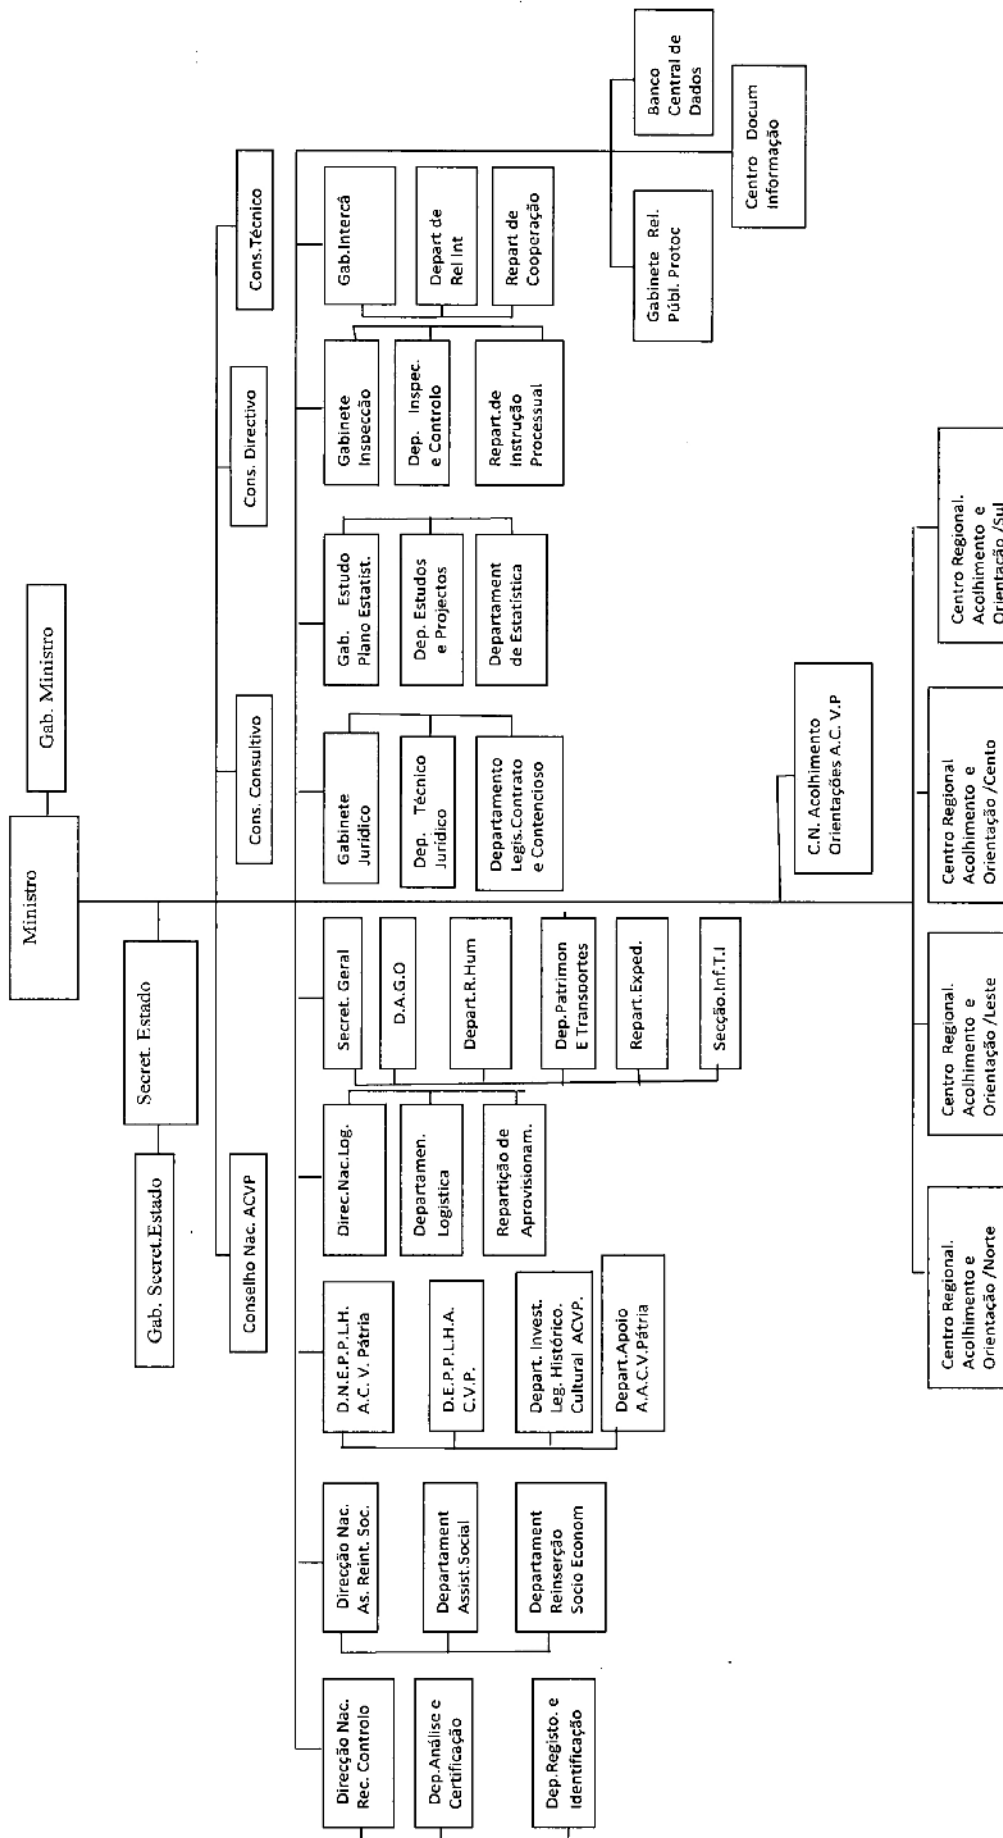 Ministro
Gab. Ministro
Secret. Estado
Gab. Secret.Estado
Conselho Nac. ACVP
Cons. Consultivo
Cons. Directivo
Cons.Técnico
Direcção Nac.
Rec. Controlo
Dep.Análise e
Certificação
Dep.Registo. e
Identificação
Direcção Nac.
As. Reint. Soc.
Departament
Assist.Social
Departament
Reinserção
Socio Econom
D.N.E.P.P.L.H.
A.C. V. Pátria
D.E.P.P.L.H.A.
C.V.P.
Depart. Invest.
Leg. Histórico.
Cultural ACVP.
Depart.Apoio
A.A.C.V.Pátria
Direc.Nac.Log.
Departamen.
Logistica
Repartição de
Aprovisionam.
Secret. Geral
D.A.G.O
Depart.R.Hum
Dep.Patrimon
E Transportes
Repart.Exped.
Secção.Inf.T.I
Gabinete
Juridico
Dep. Técnico
Juridico
Departamento
Legis.Contrato
e Contencioso
Gab. Estudo
Plano Estatist.
Dep. Estudos
e Projectos
Departament
de Estatística
Gabinete
Inspeccão
Dep. Inspec.
e Controlo
Repart.de
Instrução
Processual
Gab.Intercâ
Depart de
Rel Int
Repart de
Cooperação
Gabinete Rel.
Públ. Protoc
Banco
Central de
Dados
Centro Docum
Informação
C.N. Acolhimento
Orientações A.C. V.P
Centro Regional.
Acolhimento e
Orientação /Norte
Centro Regional.
Acolhimento e
Orientação /Leste
Centro Regional
Acolhimento e
Orientação /Cento
Centro Regional.
Acolhimento e
Orientação /Sul